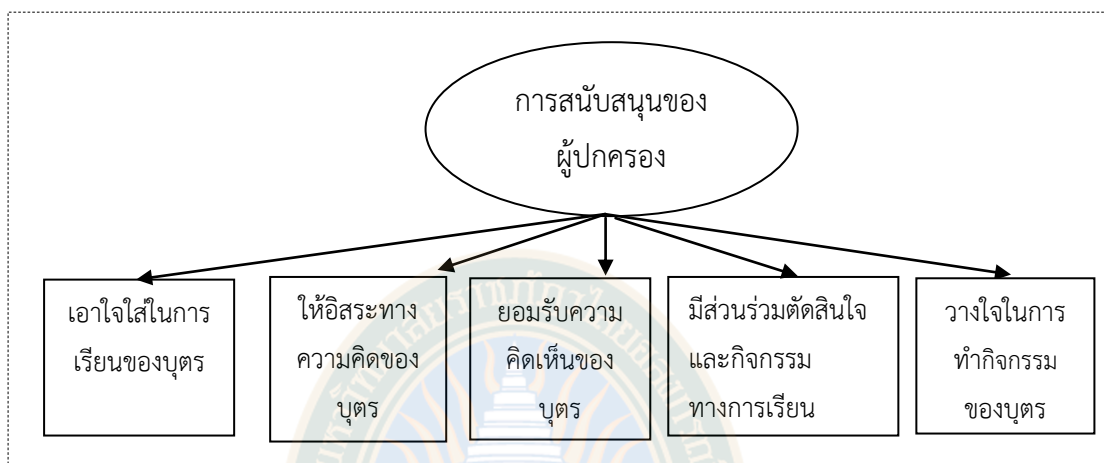 การสนับสนุนของ
ผู้ปกครอง
เอาใจใส่ในการ
เรียนของบุตร
ให้อิสระทาง
ความคิดของ
บุตร
ยอมรับความ
คิดเห็นของ
บุตร
มีส่วนร่วมตัดสินใจ
และกิจกรรม
ทางการเรียน
วางใจในการ
ทำกิจกรรม
ของบุตร